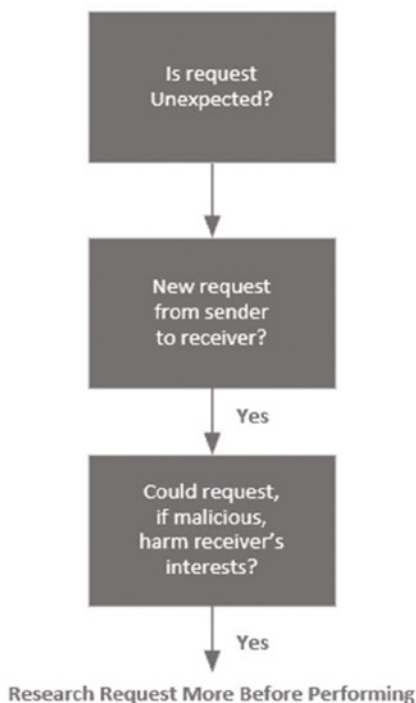 Is request
Unexpected?
New request
from sender
to receiver?
Yes
Could request,
if malicious,
harm receiver's
interests?
Yes
Research Request More Before Performing